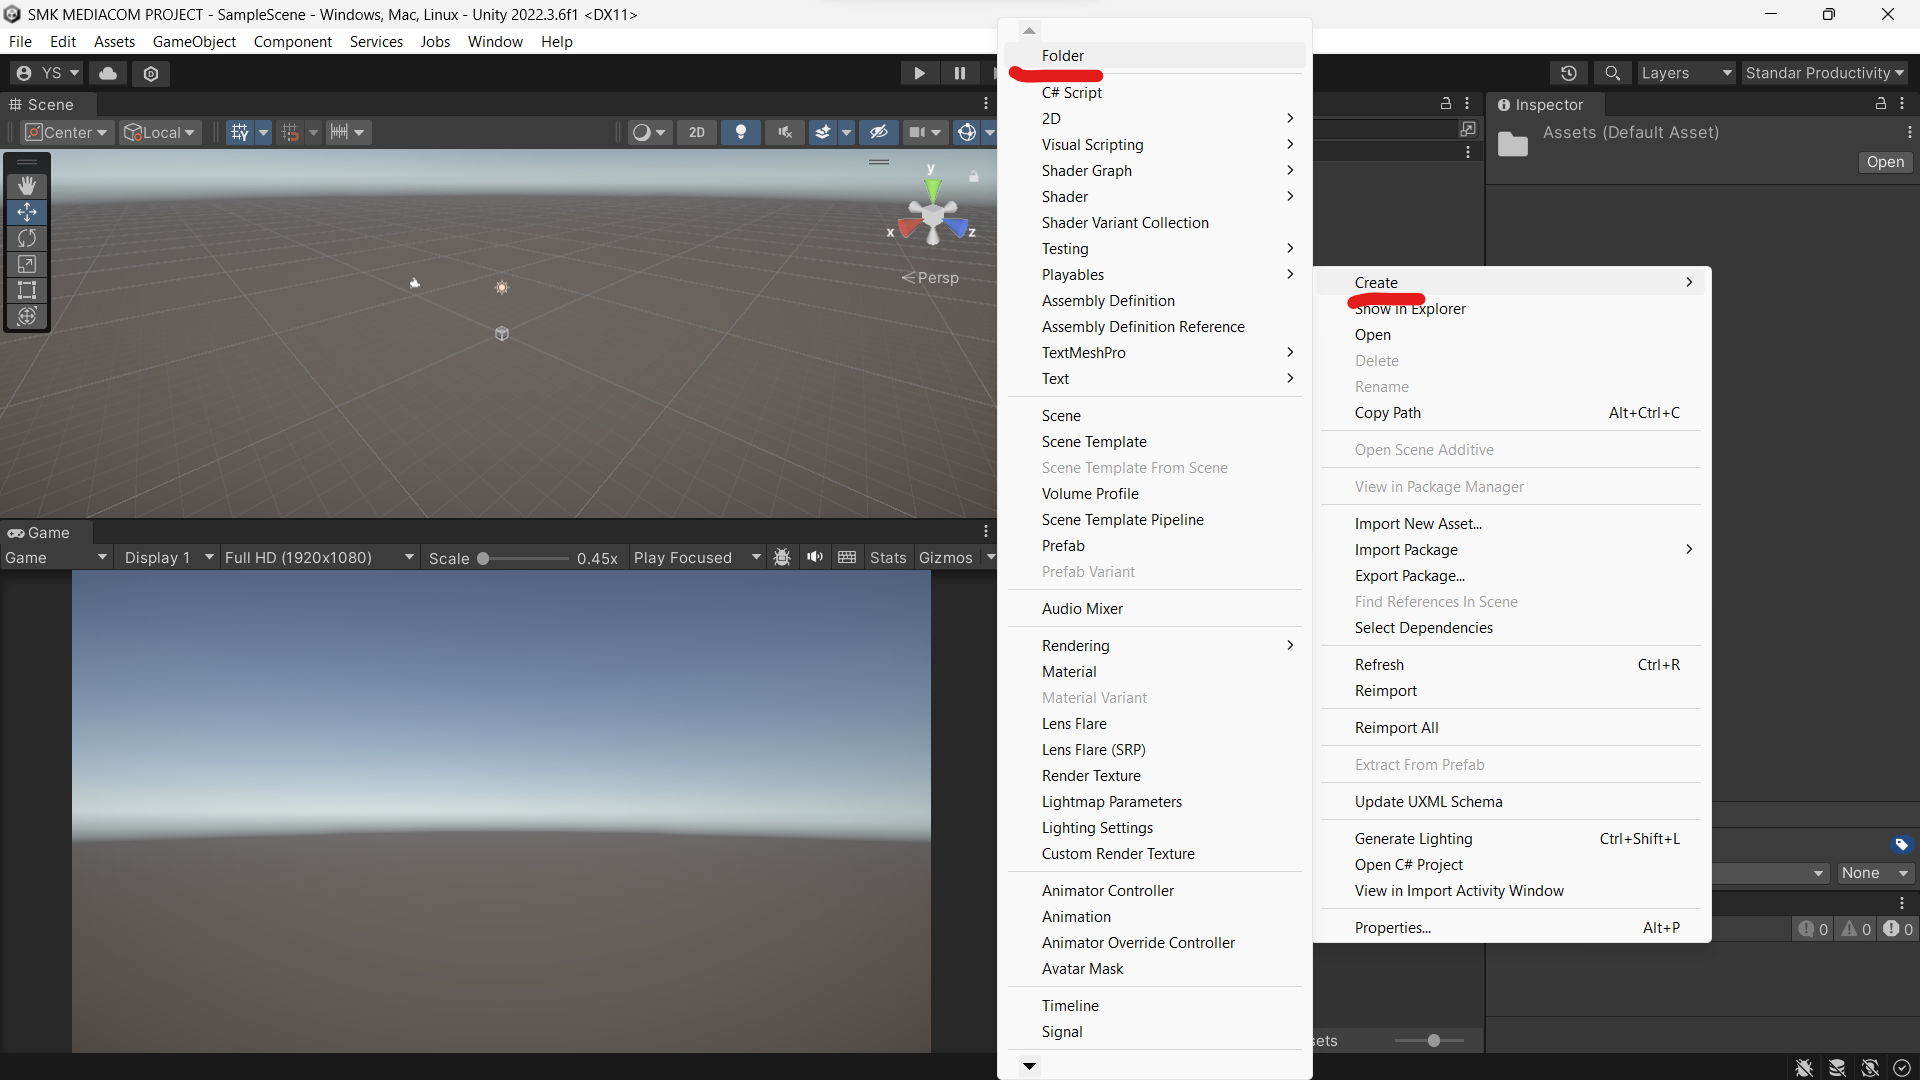 SMK MEDIACOM PROJECT - SampleScene - Windows, Mac, Linux - Unity 2022.3.6f1 <DX11>
File Edit Assets GameObject Component Services Jobs Window Help
YS
Layers
Standar Productivity
Scene
Center
Local
2D
y
x
z
Persp
Game
Game
Display 1
Full HD (1920x1080)
Scale
0.45x
Play Focused
Stats
Gizmos
Folder
C# Script
2D
Visual Scripting
Shader Graph
Shader
Shader Variant Collection
Testing
Playables
Assembly Definition
Assembly Definition Reference
TextMeshPro
Text
Scene
Scene Template
Scene Template From Scene
Volume Profile
Scene Template Pipeline
Prefab
Prefab Variant
Audio Mixer
Rendering
Material
Material Variant
Lens Flare
Lens Flare (SRP)
Render Texture
Lightmap Parameters
Lighting Settings
Custom Render Texture
Animator Controller
Animation
Animator Override Controller
Avatar Mask
Timeline
Signal
Create
Show in Explorer
Open
Delete
Rename
Copy Path Alt+Ctrl+C
Open Scene Additive
View in Package Manager
Import New Asset...
Import Package
Export Package...
Find References In Scene
Select Dependencies
Refresh Ctrl+R
Reimport
Reimport All
Extract From Prefab
Update UXML Schema
Generate Lighting Ctrl+Shift+L
Open C# Project
View in Import Activity Window
Properties... Alt+P
Inspector
Assets (Default Asset)
Open
None
0 0 0
sets